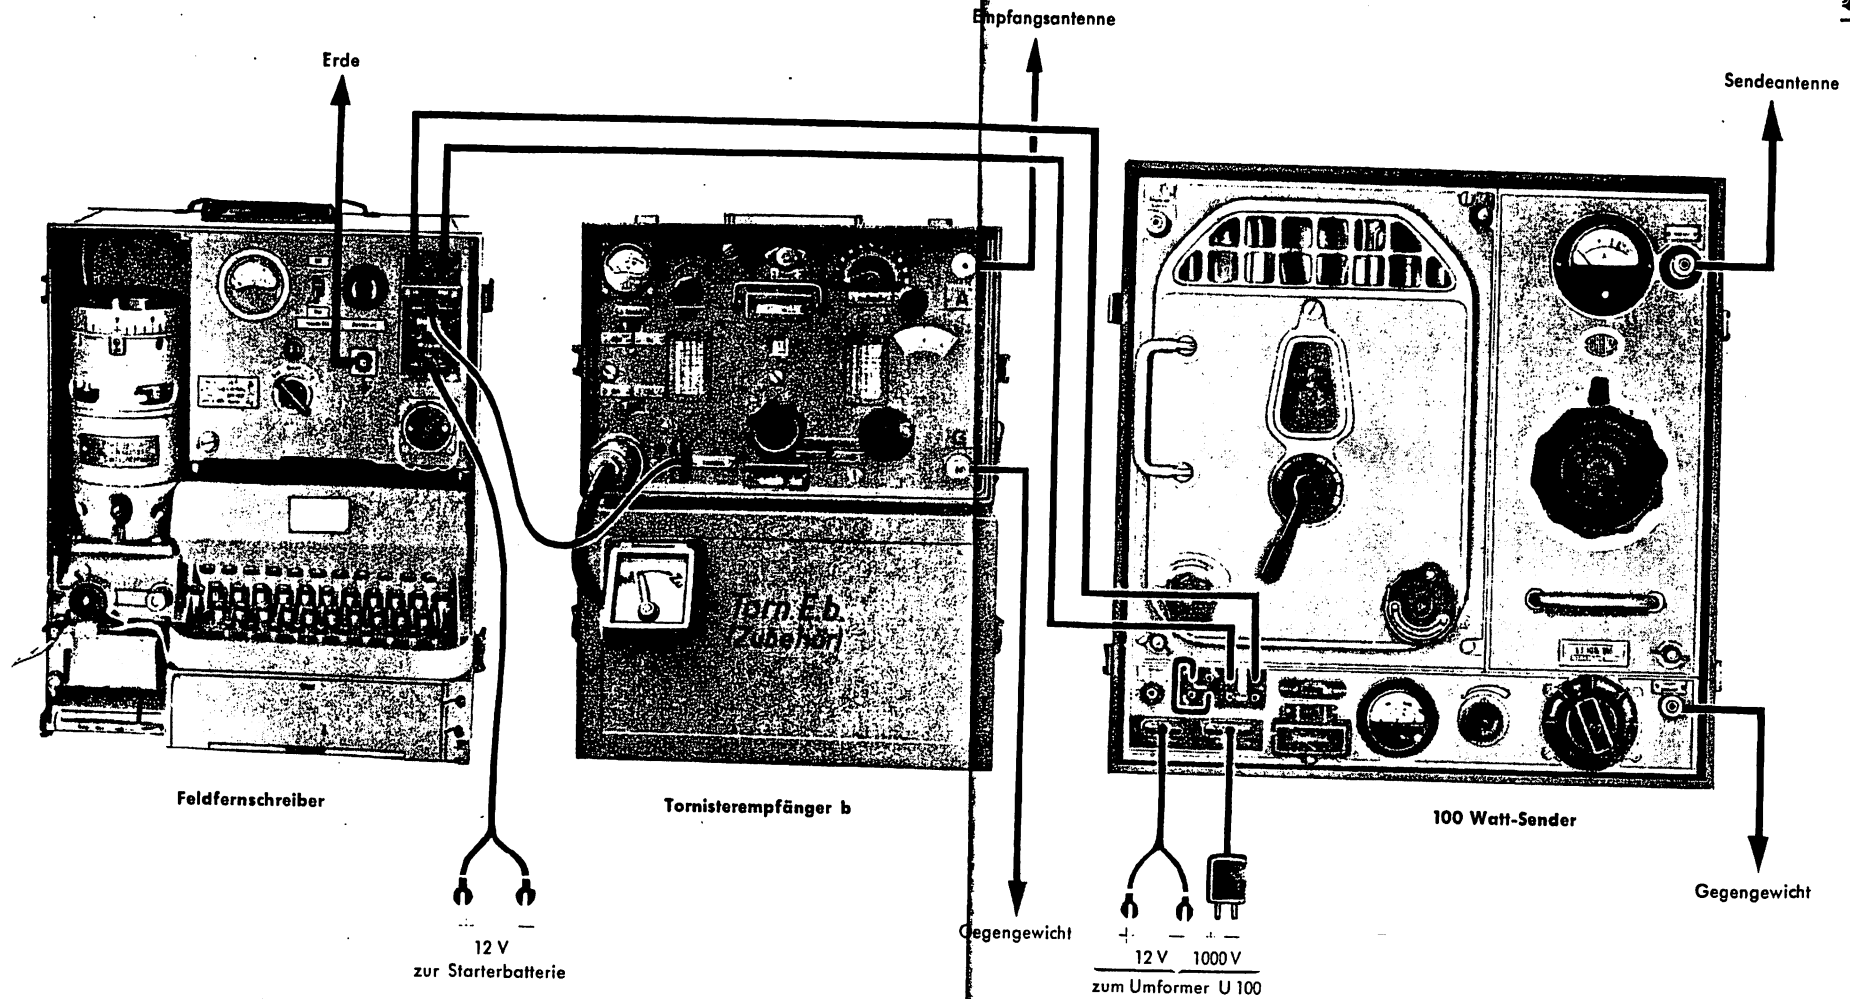 Empfangsantenne
Erde
Sendeantenne
A
G
Torn.E.b.
(Zubehör)
Feldfernschreiber
Tornisterempfänger b
100 Watt-Sender
Gegengewicht
+ −
12 V
zur Starterbatterie
Gegengewicht
+ − + −
12 V 1000 V
zum Umformer U 100